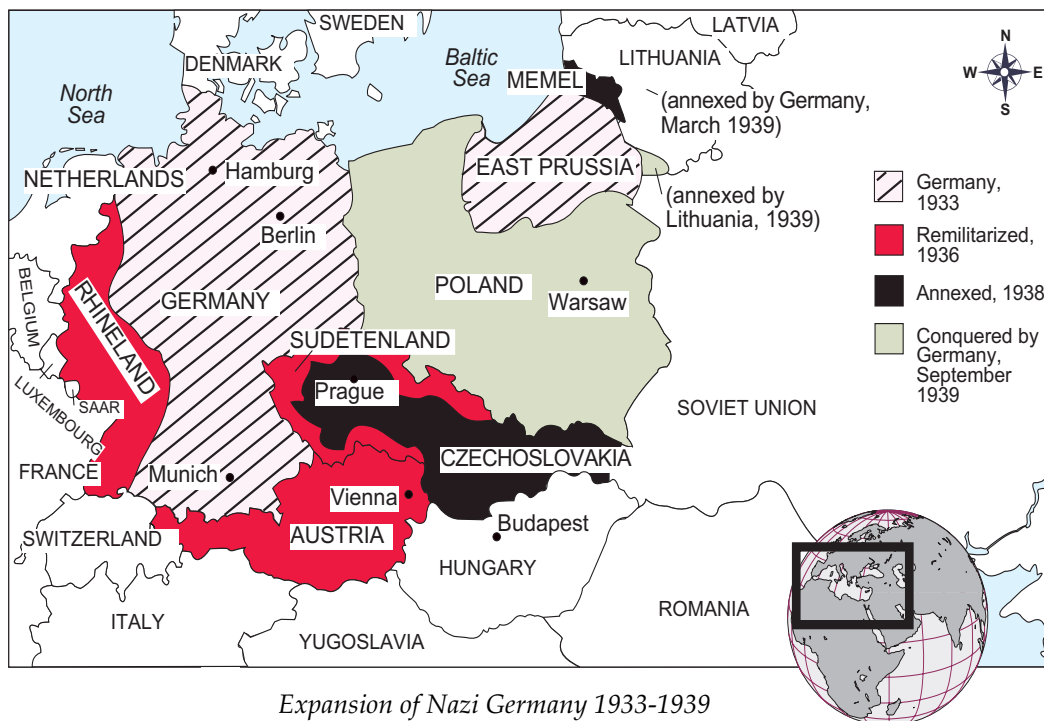 SWEDEN
LATVIA
DENMARK
Baltic
Sea
LITHUANIA
MEMEL
N
W E
S
North
Sea
(annexed by Germany,
March 1939)
NETHERLANDS
Hamburg
EAST PRUSSIA
(annexed by
Lithuania, 1939)
Berlin
BELGIUM
RHINELAND
GERMANY
POLAND
Warsaw
SUDETENLAND
Prague
LUXEMBOURG
SAAR
SOVIET UNION
FRANCE
Munich
CZECHOSLOVAKIA
Vienna
Budapest
SWITZERLAND
AUSTRIA
HUNGARY
ITALY
YUGOSLAVIA
ROMANIA
Germany,
1933
Remilitarized,
1936
Annexed, 1938
Conquered by
Germany,
September
1939
Expansion of Nazi Germany 1933-1939